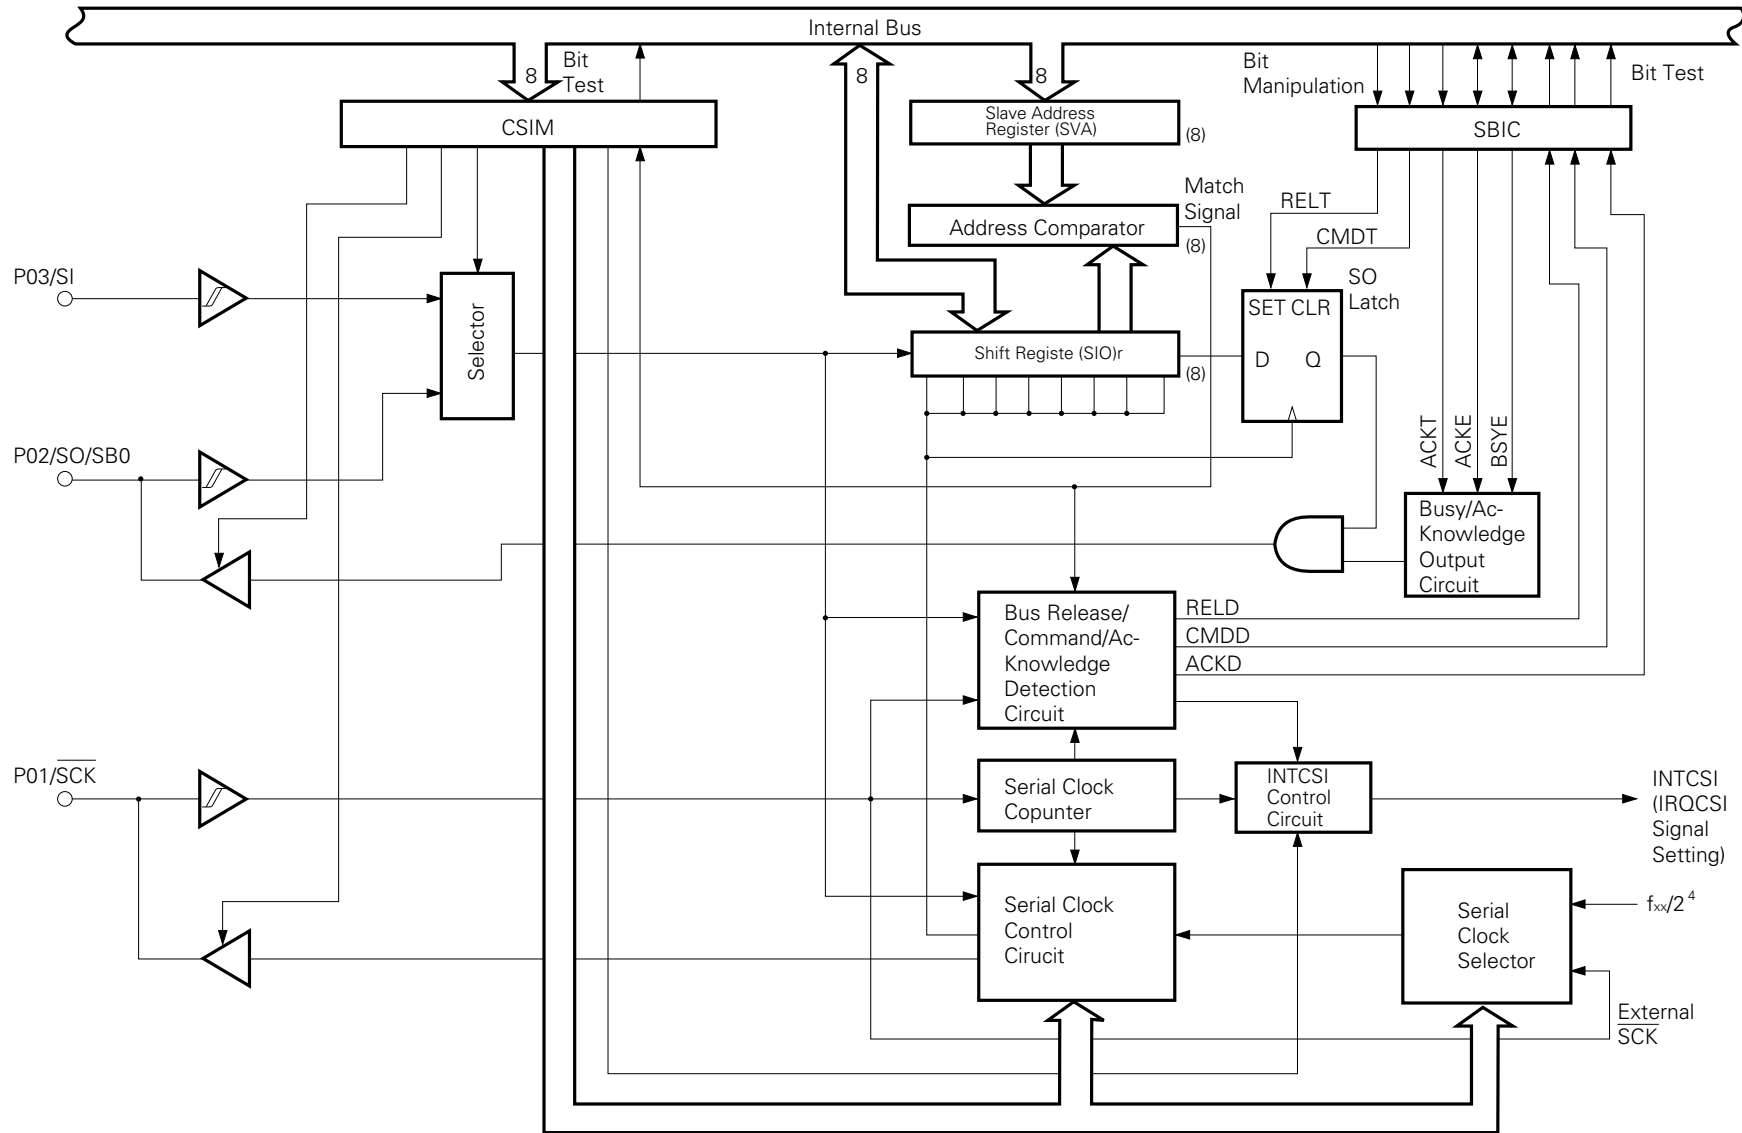 Internal Bus
8
Bit
Test
8
8
Bit
Manipulation
Bit Test
CSIM
Slave Address
Register (SVA)
(8)
SBIC
Match
Signal
RELT
Address Comparator
(8)
CMDT
P03/SI
SO
Latch
SET CLR
Selector
Shift Registe (SIO)r
(8)
D
Q
ACKT
ACKE
BSYE
P02/SO/SB0
Busy/Ac-
Knowledge
Output
Circuit
Bus Release/
Command/Ac-
Knowledge
Detection
Circuit
RELD
CMDD
ACKD
P01/SCK
Serial Clock
Copunter
INTCSI
Control
Circuit
INTCSI
(IRQCSI
Signal
Setting)
Serial Clock
Control
Cirucit
Serial
Clock
Selector
fxx/2⁴
External
SCK